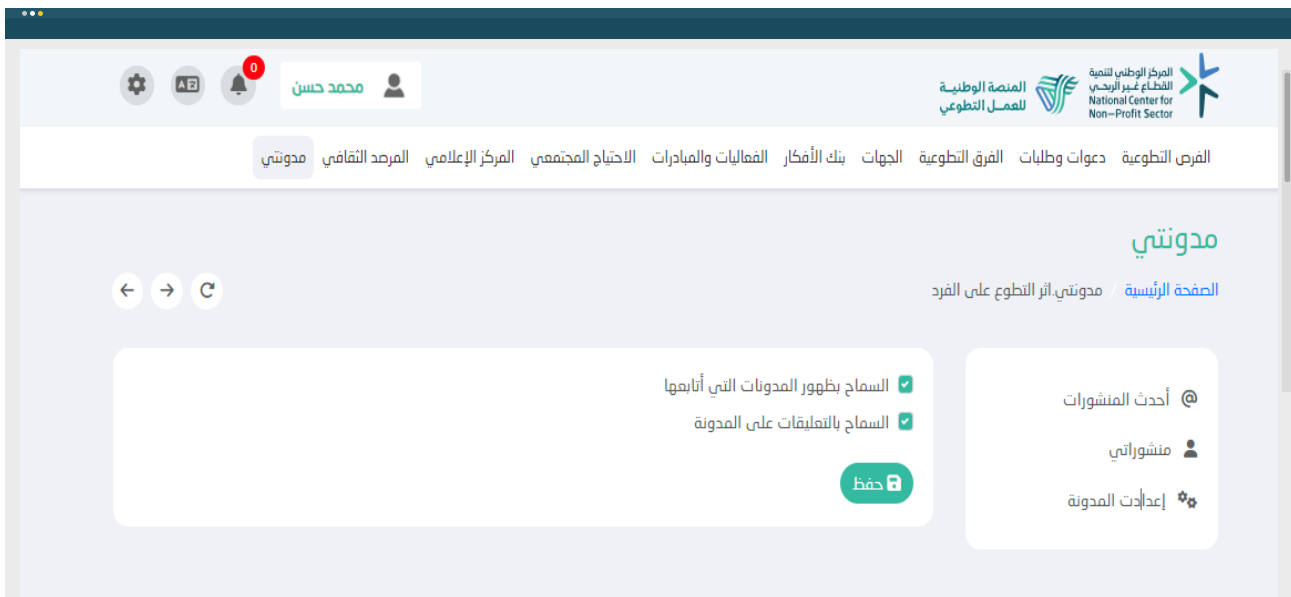 المركز الوطني لتنمية
القطاع غير الربحي
National Center for
Non-Profit Sector
المنصة الوطنية
للعمل التطوعي
محمد حسن
0
الفرص التطوعية دعوات وطلبات الفرق التطوعية الجهات بنك الأفكار الفعاليات والمبادرات الاحتياج المجتمعي المركز الإعلامي المرصد الثقافي مدونتي
مدونتي
الصفحة الرئيسية / مدونتي.اثر التطوع على الفرد
أحدث المنشورات
منشوراتي
إعدادت المدونة
السماح بظهور المدونات التي أتابعها
السماح بالتعليقات على المدونة
حفظ